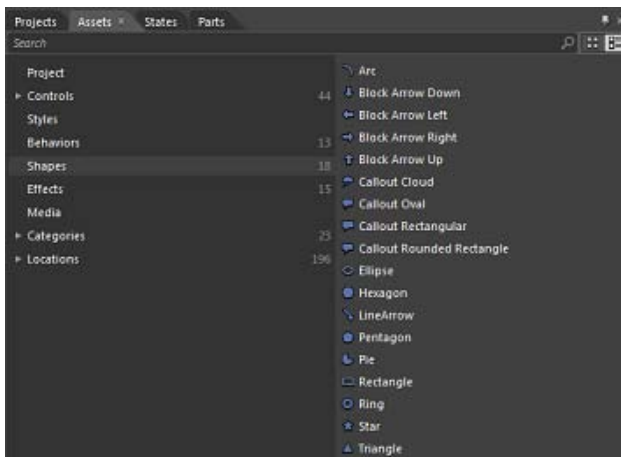 Projects Assets × States Parts
Search
Project
Controls 44
Styles
Behaviors 13
Shapes 18
Effects 15
Media
Categories 23
Locations 196
Arc
Block Arrow Down
Block Arrow Left
Block Arrow Right
Block Arrow Up
Callout Cloud
Callout Oval
Callout Rectangular
Callout Rounded Rectangle
Ellipse
Hexagon
LineArrow
Pentagon
Pie
Rectangle
Ring
Star
Triangle